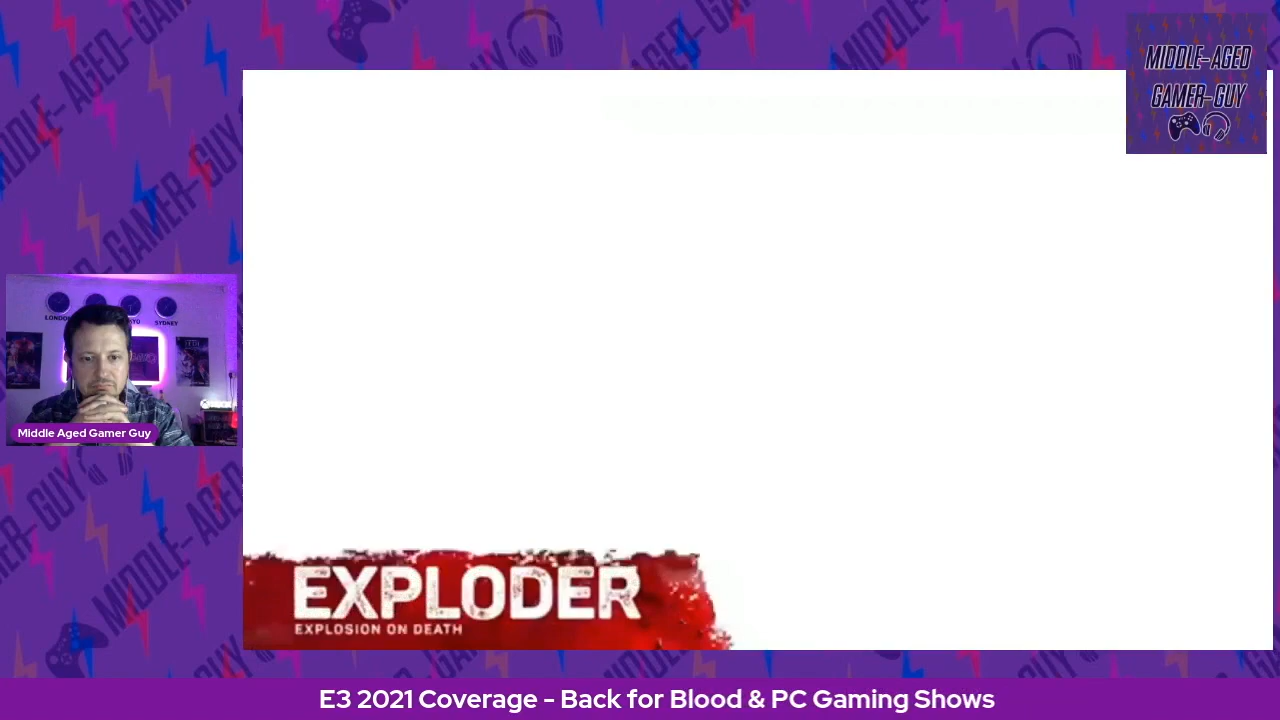 MIDDLE-AGED
GAMER-GUY
LONDON
SYDNEY
Middle Aged Gamer Guy
EXPLODER
EXPLOSION ON DEATH
E3 2021 Coverage - Back for Blood & PC Gaming Shows